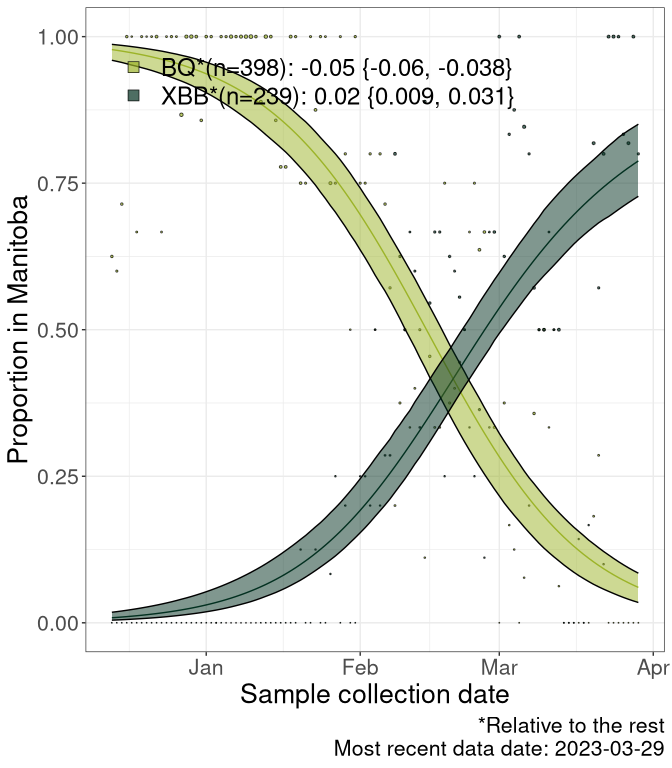 1.00
0.75
0.50
0.25
0.00
Proportion in Manitoba
BQ*(n=398): -0.05 {-0.06, -0.038}
XBB*(n=239): 0.02 {0.009, 0.031}
Jan Feb Mar Apr
Sample collection date
*Relative to the rest
Most recent data date: 2023-03-29